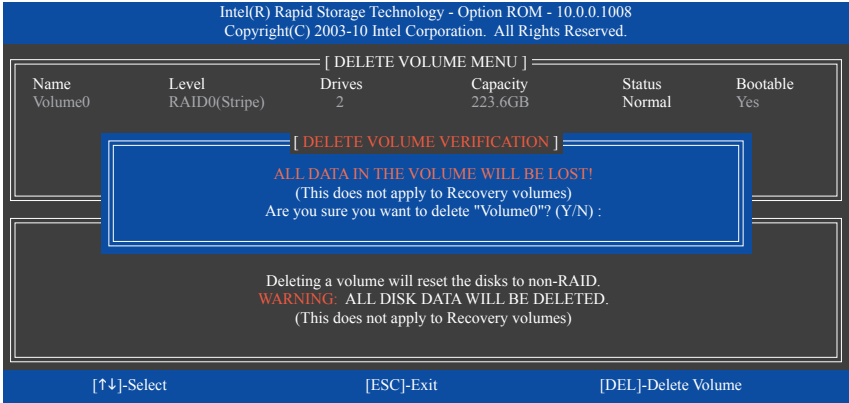 Intel(R) Rapid Storage Technology - Option ROM - 10.0.0.1008
Copyright(C) 2003-10 Intel Corporation. All Rights Reserved.
[ DELETE VOLUME MENU ]
Name Level Drives Capacity Status Bootable
Volume0 RAID0(Stripe) 2 223.6GB Normal Yes
[ DELETE VOLUME VERIFICATION ]
ALL DATA IN THE VOLUME WILL BE LOST!
(This does not apply to Recovery volumes)
Are you sure you want to delete "Volume0"? (Y/N) :
Deleting a volume will reset the disks to non-RAID.
WARNING: ALL DISK DATA WILL BE DELETED.
(This does not apply to Recovery volumes)
[↑↓]-Select [ESC]-Exit [DEL]-Delete Volume